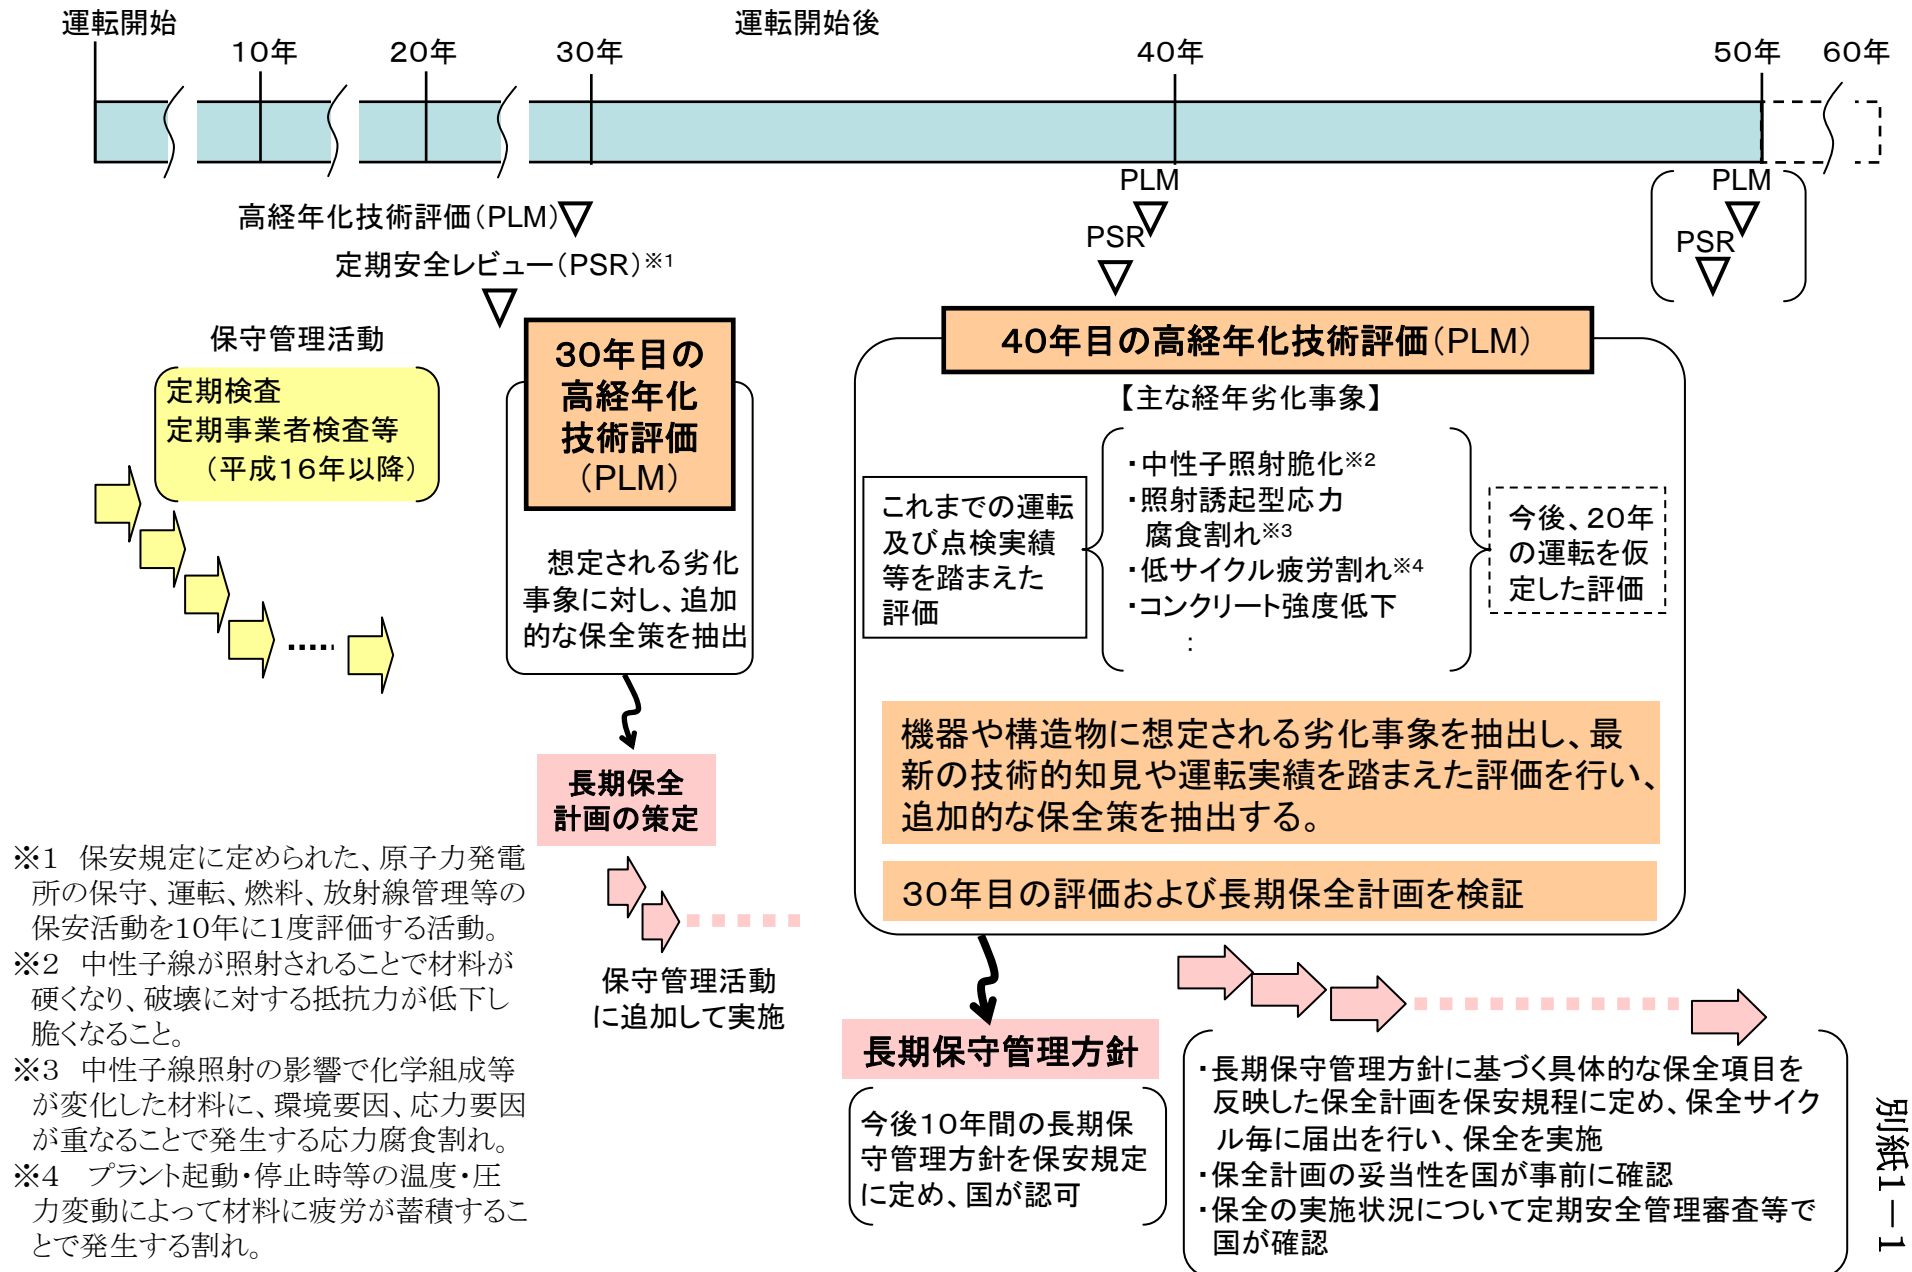 運転開始
運転開始後
10年
20年
30年
40年
50年
60年
高経年化技術評価(PLM)
定期安全レビュー(PSR)※1
PLM
PSR
PLM
PSR
保守管理活動
定期検査
定期事業者検査等
(平成16年以降)
30年目の
高経年化
技術評価
(PLM)
想定される劣化
事象に対し、追加
的な保全策を抽出
長期保全
計画の策定
保守管理活動
に追加して実施
40年目の高経年化技術評価(PLM)
【主な経年劣化事象】
これまでの運転
及び点検実績
等を踏まえた
評価
・中性子照射脆化※2
・照射誘起型応力
腐食割れ※3
・低サイクル疲労割れ※4
・コンクリート強度低下
:
今後、20年
の運転を仮
定した評価
機器や構造物に想定される劣化事象を抽出し、最
新の技術的知見や運転実績を踏まえた評価を行い、
追加的な保全策を抽出する。
30年目の評価および長期保全計画を検証
長期保守管理方針
今後10年間の長期保
守管理方針を保安規定
に定め、国が認可
・長期保守管理方針に基づく具体的な保全項目を
反映した保全計画を保安規程に定め、保全サイク
ル毎に届出を行い、保全を実施
・保全計画の妥当性を国が事前に確認
・保全の実施状況について定期安全管理審査等で
国が確認
※1 保安規定に定められた、原子力発電
所の保守、運転、燃料、放射線管理等の
保安活動を10年に1度評価する活動。
※2 中性子線が照射されることで材料が
硬くなり、破壊に対する抵抗力が低下し
脆くなること。
※3 中性子線照射の影響で化学組成等
が変化した材料に、環境要因、応力要因
が重なることで発生する応力腐食割れ。
※4 プラント起動・停止時等の温度・圧
力変動によって材料に疲労が蓄積するこ
とで発生する割れ。
別紙1-1